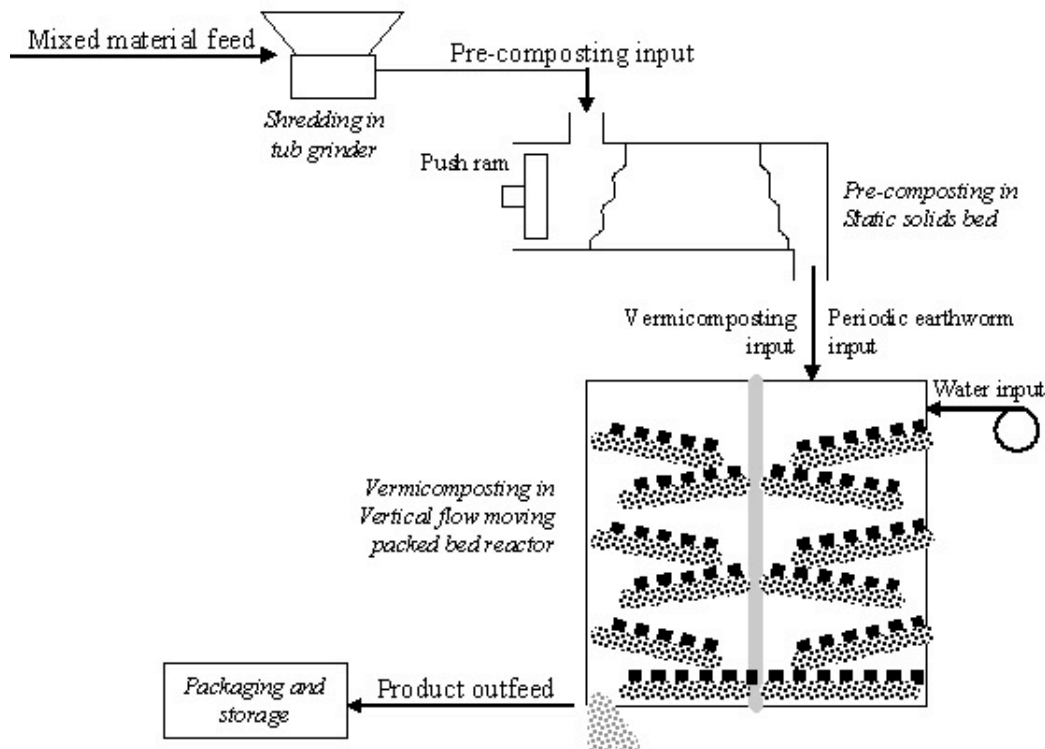 Mixed material feed
Pre-composting input
Shredding in
tub grinder
Push ram
Pre-composting in
Static solids bed
Vermicomposting
input
Periodic earthworm
input
Water input
Vermicomposting in
Vertical flow moving
packed bed reactor
Packaging and
storage
Product outfeed